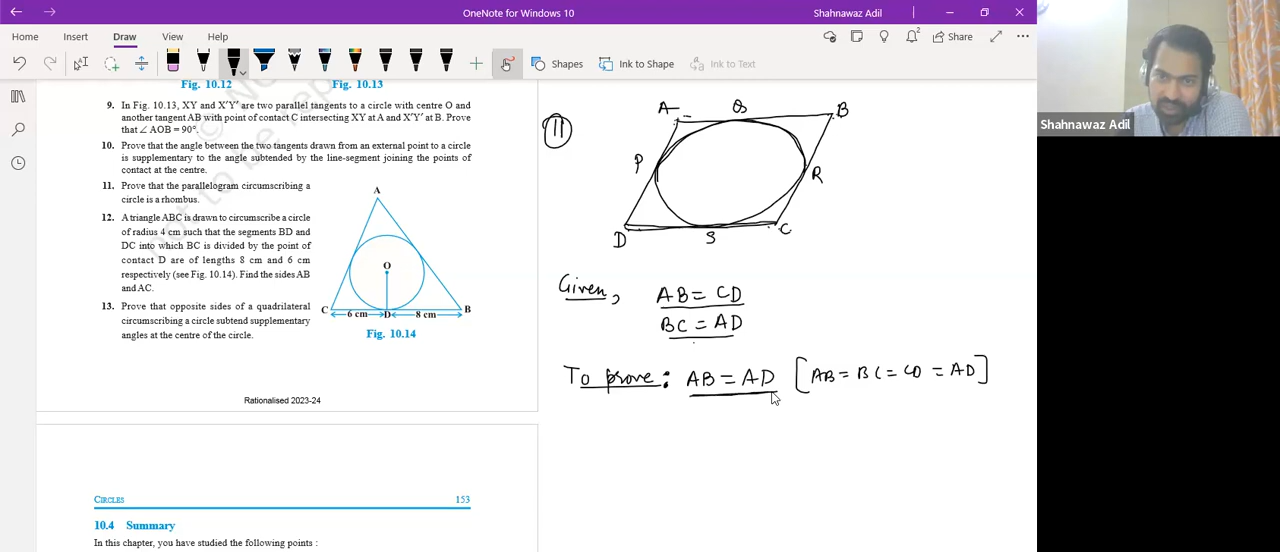 OneNote for Windows 10
Shahnawaz Adil
Home Insert Draw View Help
Share
Shapes
Ink to Shape
Ink to Text
Fig. 10.12 Fig. 10.13
9. In Fig. 10.13, XY and X′Y′ are two parallel tangents to a circle with centre O and
another tangent AB with point of contact C intersecting XY at A and X′Y′ at B. Prove
that ∠ AOB = 90°.
10. Prove that the angle between the two tangents drawn from an external point to a circle
is supplementary to the angle subtended by the line-segment joining the points of
contact at the centre.
11. Prove that the parallelogram circumscribing a
circle is a rhombus.
12. A triangle ABC is drawn to circumscribe a circle
of radius 4 cm such that the segments BD and
DC into which BC is divided by the point of
contact D are of lengths 8 cm and 6 cm
respectively (see Fig. 10.14). Find the sides AB
and AC.
13. Prove that opposite sides of a quadrilateral
circumscribing a circle subtend supplementary
angles at the centre of the circle.
A
O
C 6 cm D 8 cm B
Fig. 10.14
Rationalised 2023-24
CIRCLES 153
10.4 Summary
In this chapter, you have studied the following points :
11
A Q B
P R
D S C
Given, AB = CD
BC = AD
To prove: AB = AD [AB = BC = CD = AD]
Shahnawaz Adil